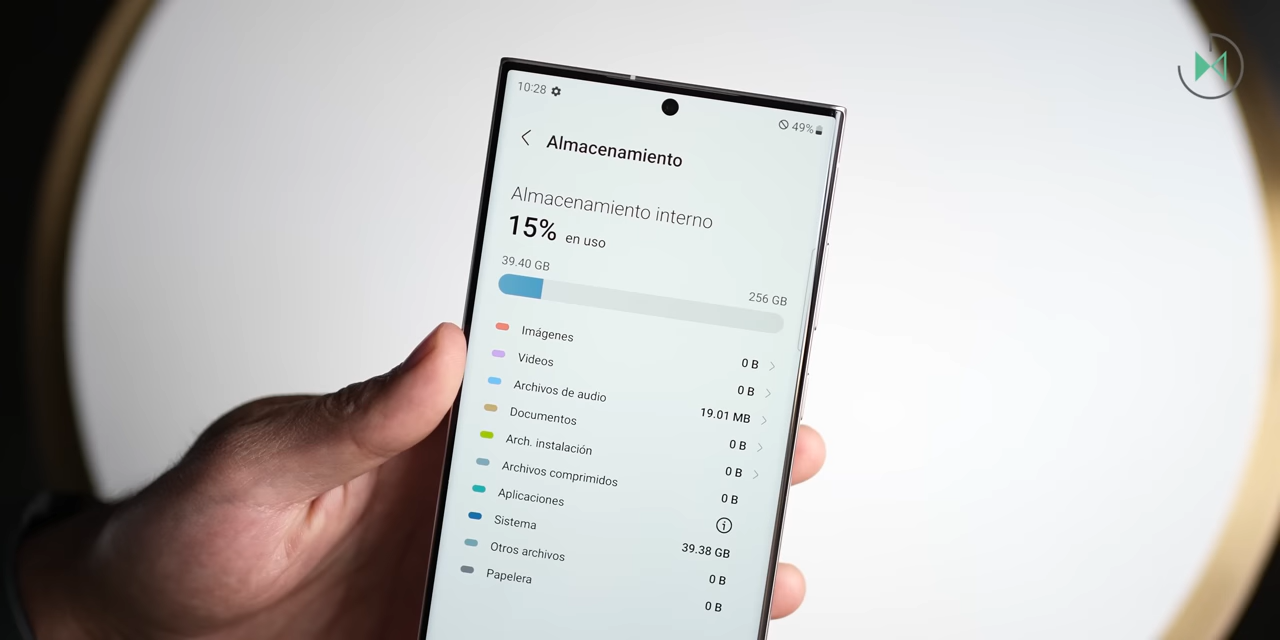 10:28
49%
Almacenamiento
Almacenamiento interno
15% en uso
39.40 GB
256 GB
Imágenes 0 B
Videos 0 B
Archivos de audio 19.01 MB
Documentos 0 B
Arch. instalación 0 B
Archivos comprimidos 0 B
Aplicaciones
Sistema 39.38 GB
Otros archivos 0 B
Papelera 0 B